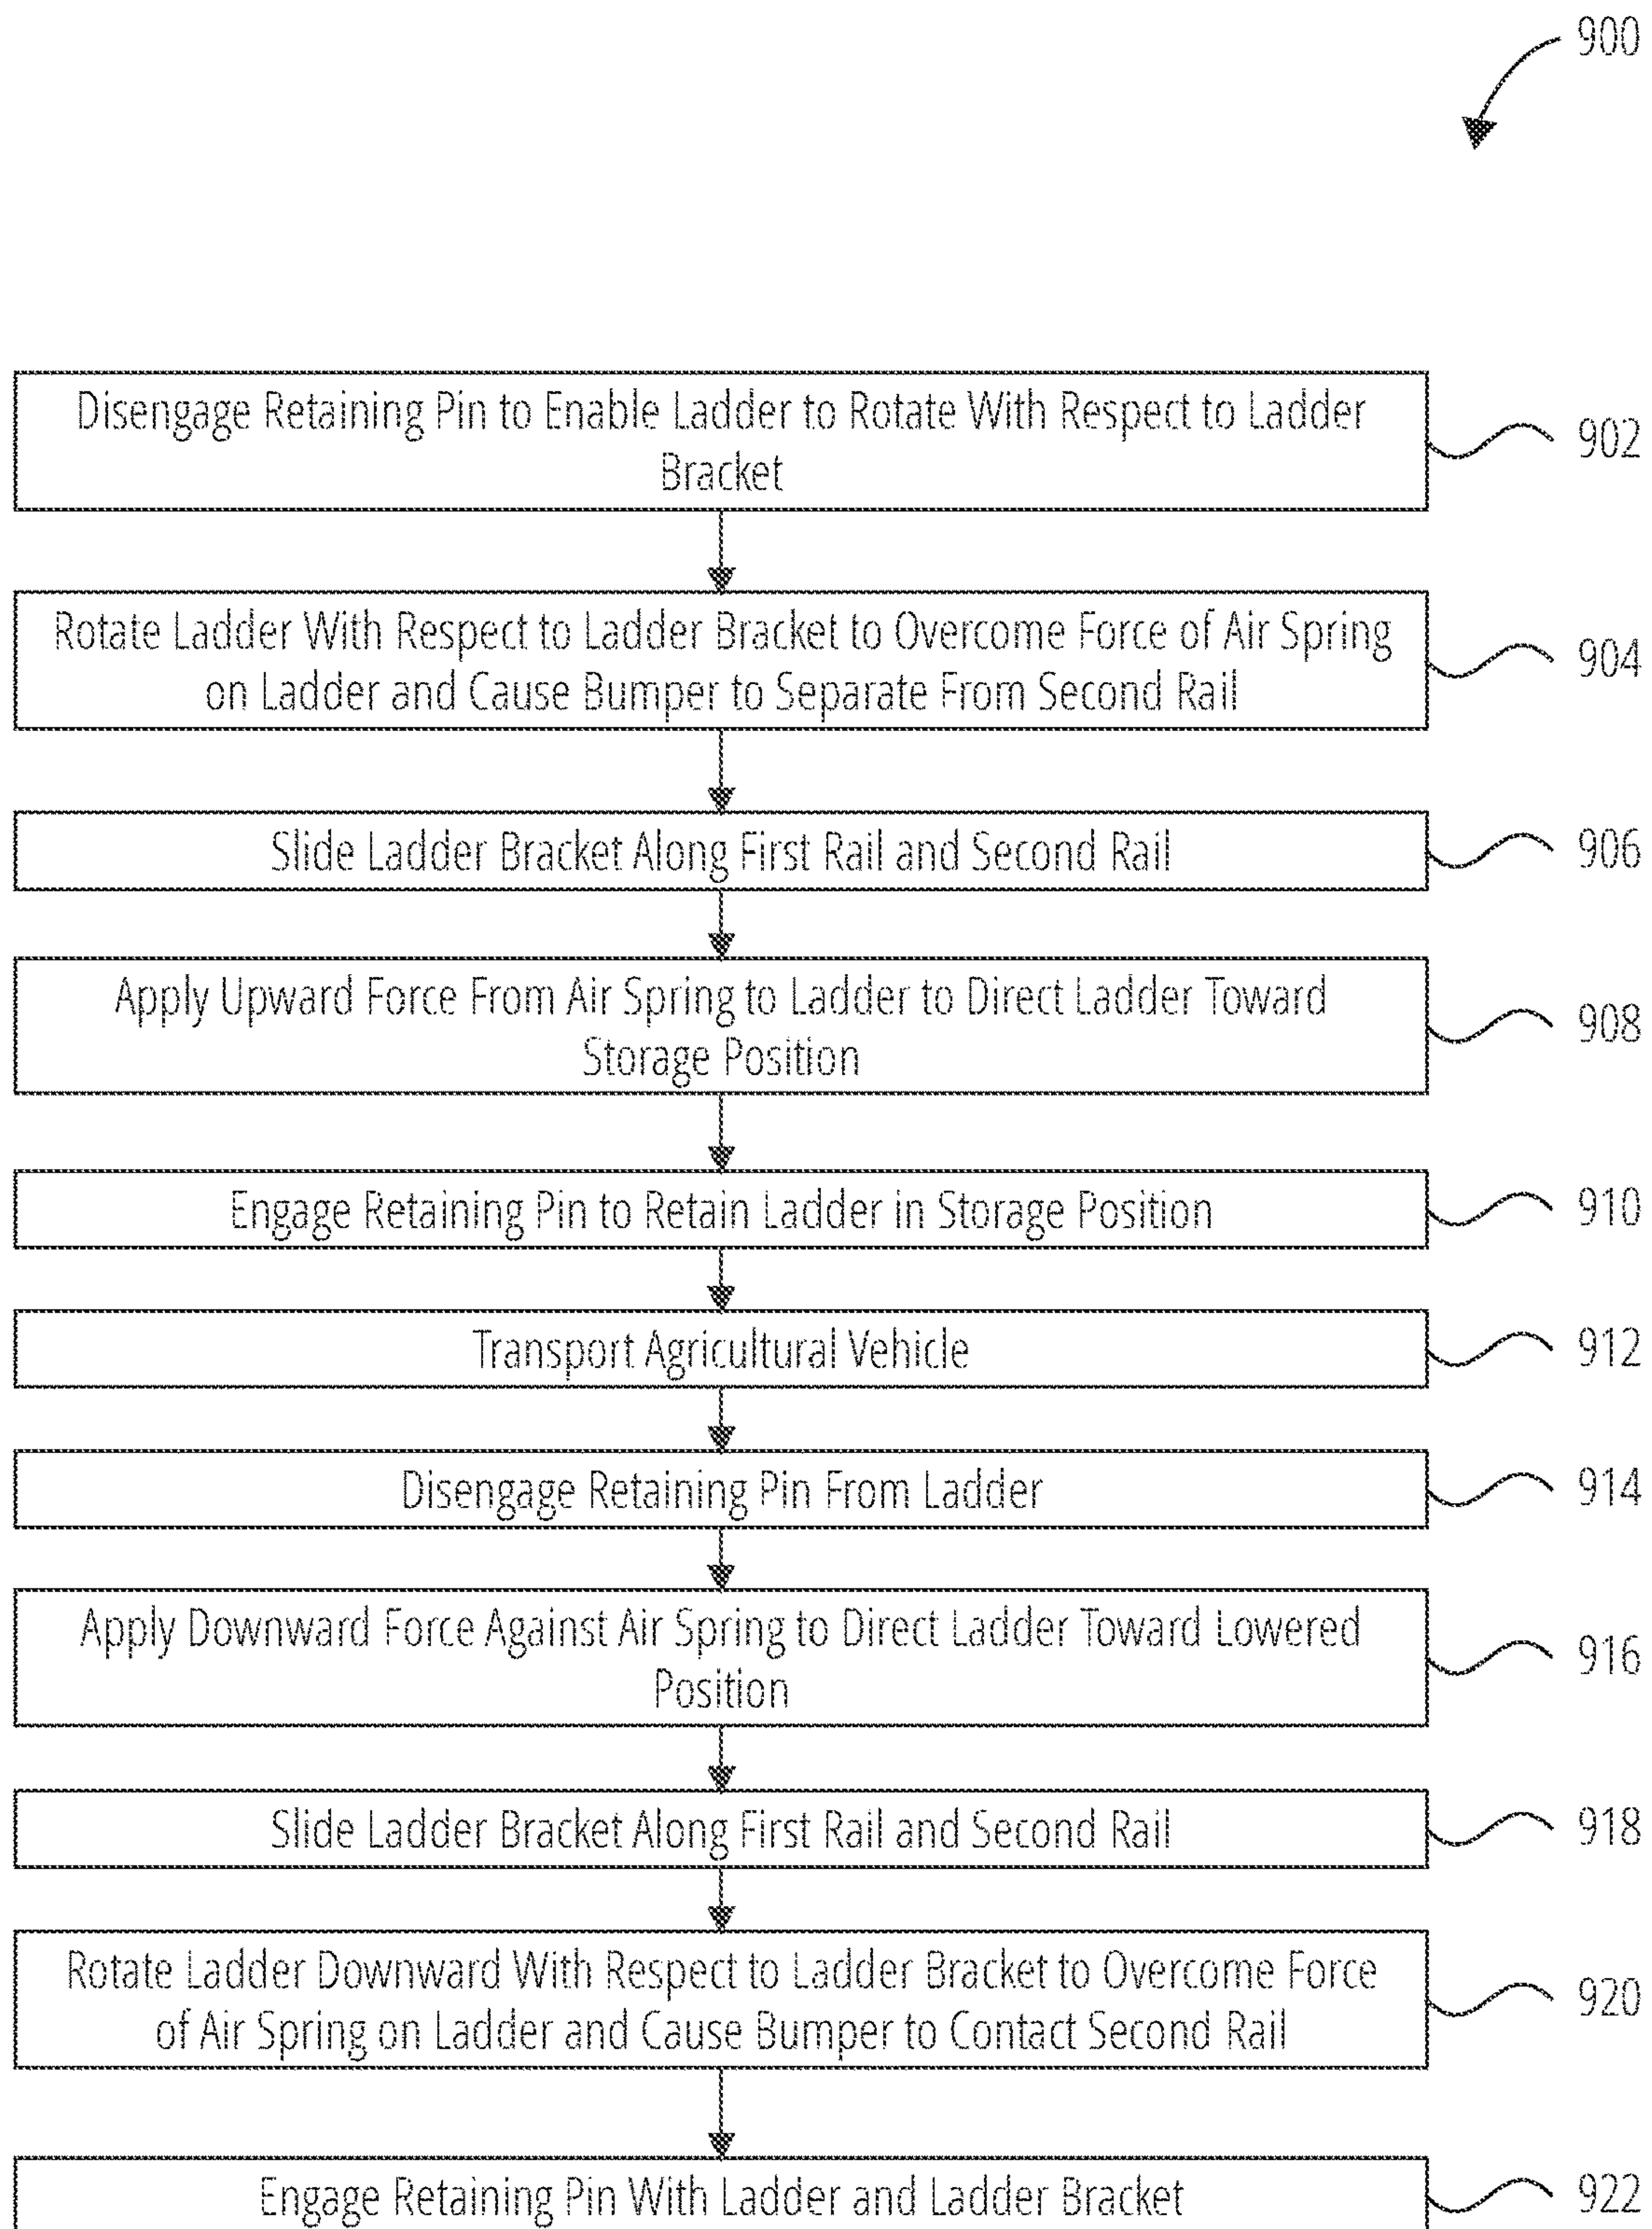 900
Disengage Retaining Pin to Enable Ladder to Rotate With Respect to Ladder
Bracket
902
Rotate Ladder With Respect to Ladder Bracket to Overcome Force of Air Spring
on Ladder and Cause Bumper to Separate From Second Rail
904
Slide Ladder Bracket Along First Rail and Second Rail
906
Apply Upward Force From Air Spring to Ladder to Direct Ladder Toward
Storage Position
908
Engage Retaining Pin to Retain Ladder in Storage Position
910
Transport Agricultural Vehicle
912
Disengage Retaining Pin From Ladder
914
Apply Downward Force Against Air Spring to Direct Ladder Toward Lowered
Position
916
Slide Ladder Bracket Along First Rail and Second Rail
918
Rotate Ladder Downward With Respect to Ladder Bracket to Overcome Force
of Air Spring on Ladder and Cause Bumper to Contact Second Rail
920
Engage Retaining Pin With Ladder and Ladder Bracket
922